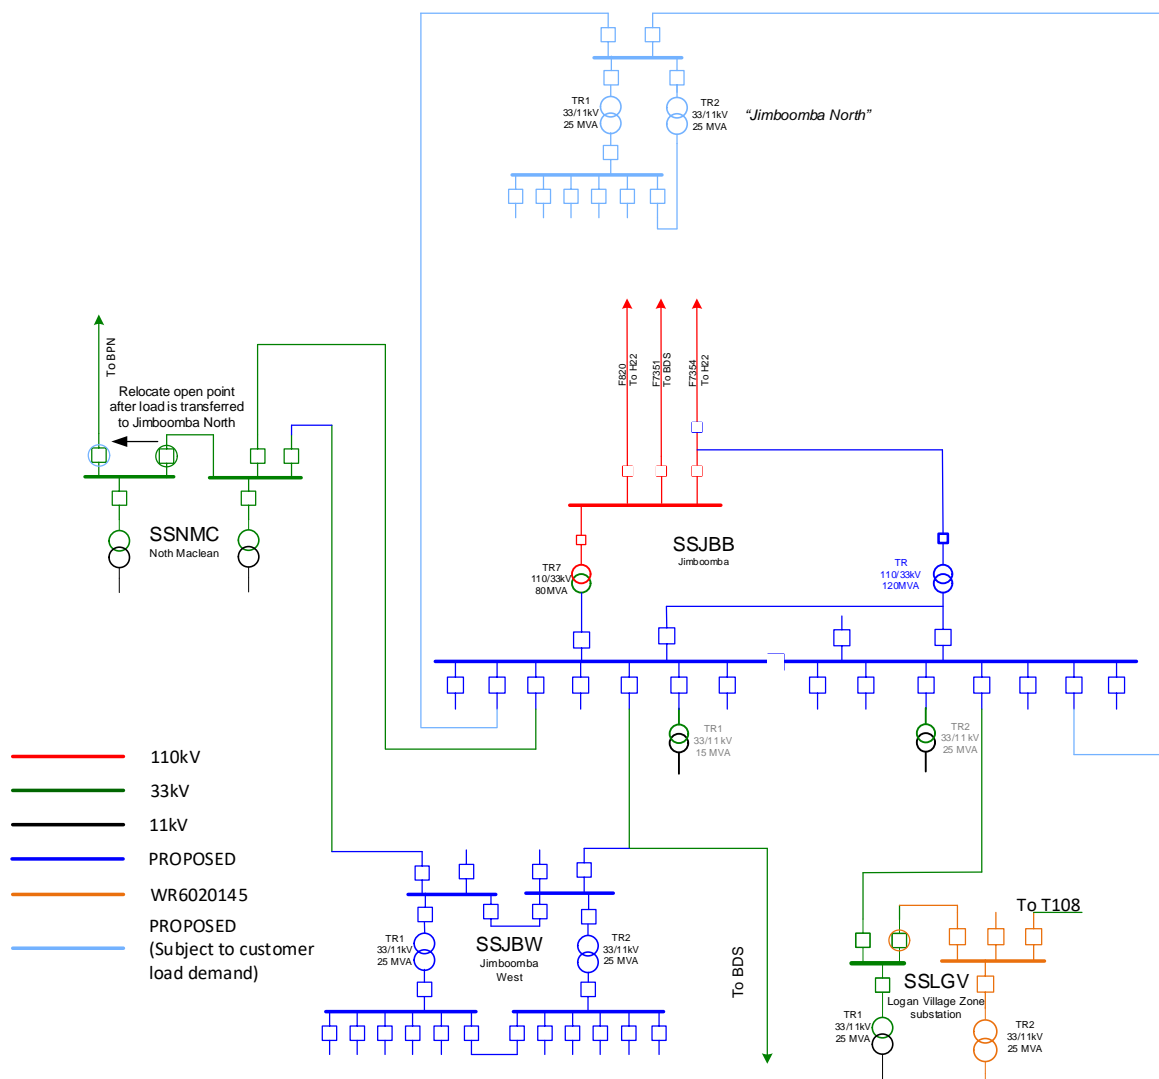 TR1
33/11kV
25 MVA
TR2
33/11kV
25 MVA
“Jimboomba North”
To BPN
Relocate open point
after load is transferred
to Jimboomba North
F820
To H22
F7351
To BDS
F7354
To H22
SSNMC
Noth Maclean
SSJBB
Jimboomba
TR7
110/33kV
80MVA
TR
110/33kV
120MVA
TR1
33/11 kV
15 MVA
TR2
33/11 kV
25 MVA
110kV
33kV
11kV
PROPOSED
WR6020145
PROPOSED
(Subject to customer
load demand)
TR1
33/11kV
25 MVA
SSJBW
Jimboomba
West
TR2
33/11kV
25 MVA
To BDS
To T108
SSLGV
Logan Village Zone
substation
TR1
33/11kV
25 MVA
TR2
33/11kV
25 MVA